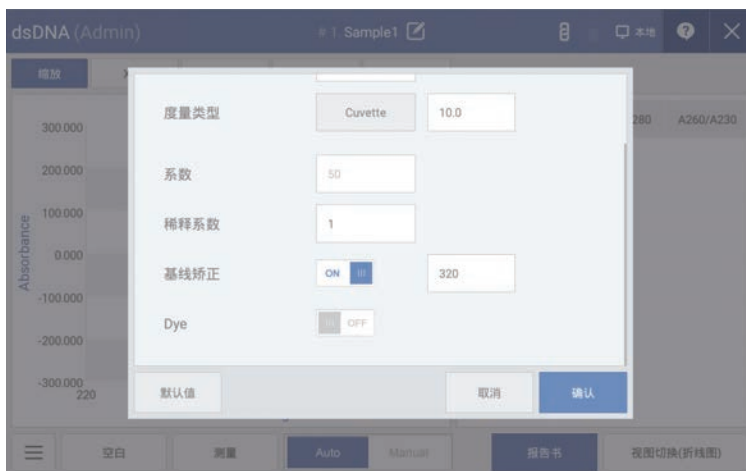 dsDNA (Admin)
# 1 Sample1
本地
缩放
280
A260/A230
300.000
200.000
100.000
0.000
-100.000
-200.000
-300.000
220
Absorbance
度量类型
Cuvette
10.0
系数
50
稀释系数
1
基线矫正
ON
320
Dye
OFF
默认值
取消
确认
空白
测量
Auto
Manual
报告书
视图切换(折线图)